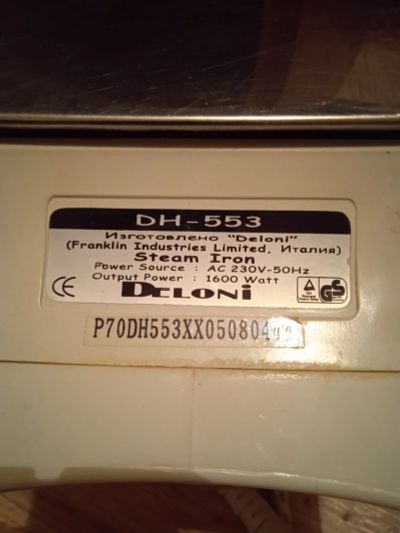 DH-553
Изготовлено "Deloni"
(Franklin Industries Limited, Италия)
Steam Iron
Power Source : AC 230V-50Hz
Output Power : 1600 Watt
CE DELONi GS
P70DH553XX050804